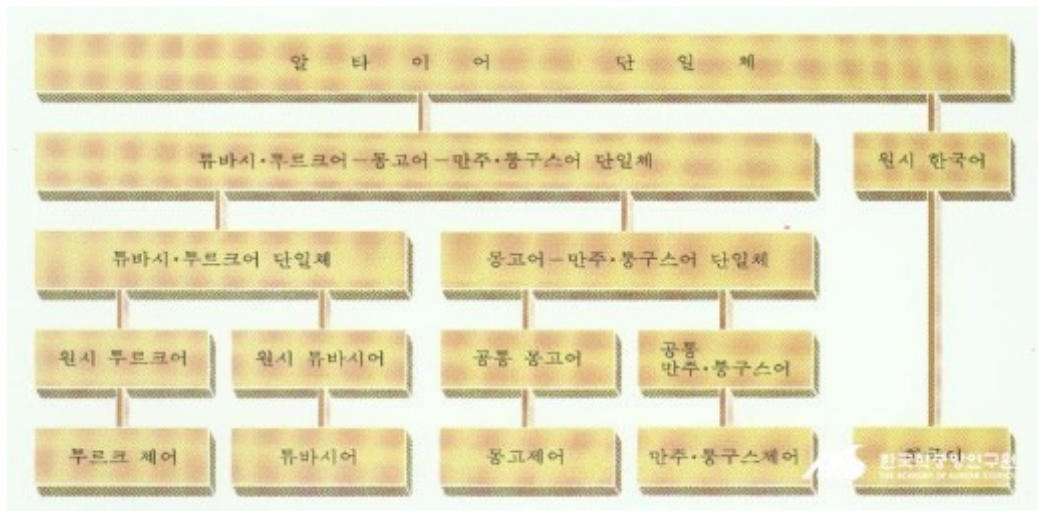 알타이어 단일체
튜바시·투르크어-몽고어-만주·퉁구스어 단일체
원시 한국어
튜바시·투르크어 단일체
몽고어-만주·퉁구스어 단일체
원시 투르크어
원시 튜바시어
공통 몽고어
공통
만주·퉁구스어
투르크 제어
튜바시어
몽고제어
만주·퉁구스제어
한국학중앙연구원
THE ACADEMY OF KOREAN STUDIES